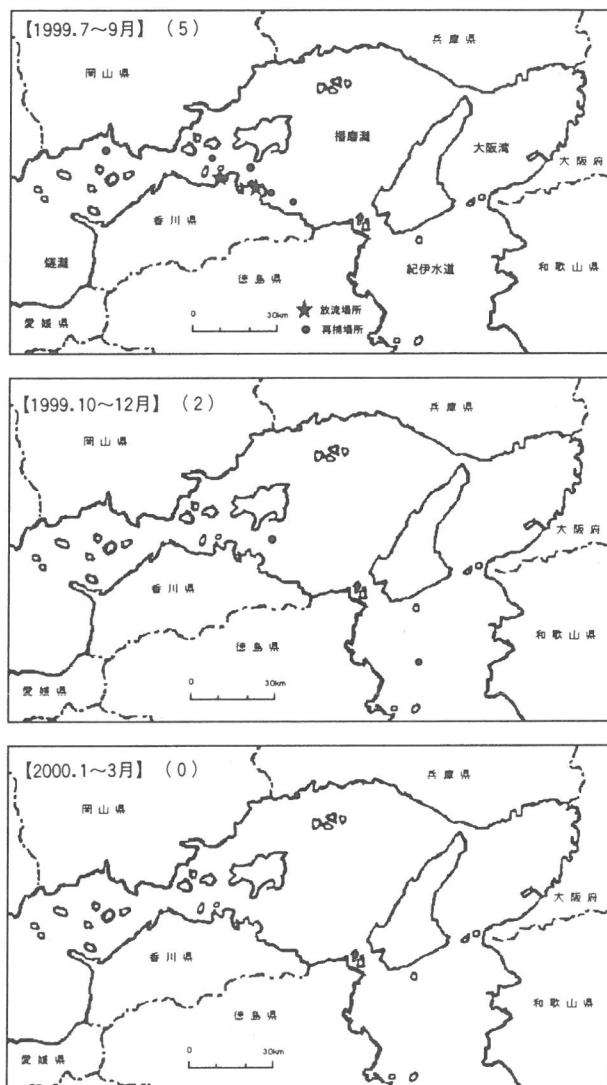 【1999.7～9月】（5）
兵庫県
岡山県
播磨灘
大阪湾
大阪府
香川県
燧灘
徳島県
紀伊水道
和歌山県
★ 放流場所
● 再捕場所
0 30km
愛媛県
【1999.10～12月】（2）
兵庫県
岡山県
大阪府
香川県
徳島県
和歌山県
0 30km
愛媛県
【2000.1～3月】（0）
兵庫県
岡山県
大阪府
香川県
徳島県
和歌山県
0 30km
愛媛県